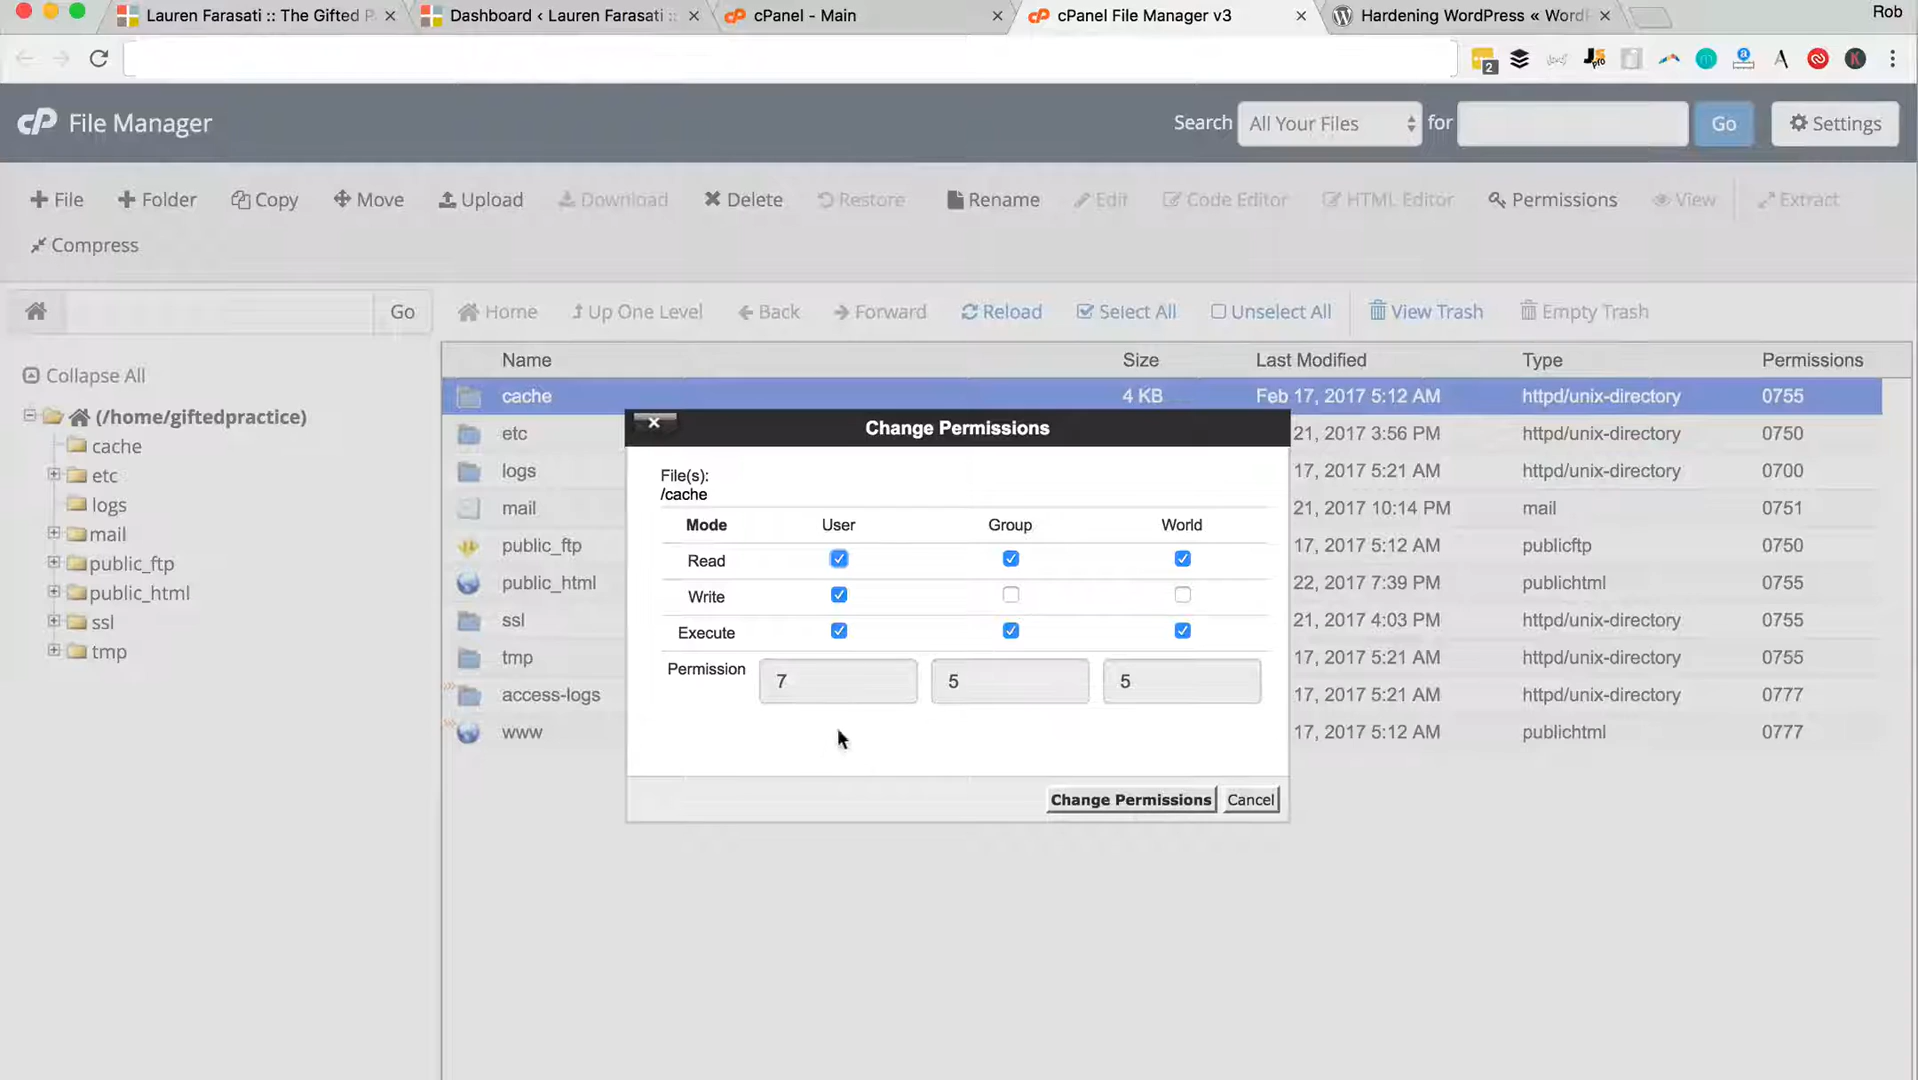 Lauren Farasati :: The Gifted P
Dashboard ‹ Lauren Farasati ::
cPanel - Main
cPanel File Manager v3
Hardening WordPress « Word
Rob
2
cP File Manager
Search
All Your Files
for
Go
Settings
File
Folder
Copy
Move
Upload
Download
Delete
Restore
Rename
Edit
Code Editor
HTML Editor
Permissions
View
Extract
Compress
Go
Home
Up One Level
Back
Forward
Reload
Select All
Unselect All
View Trash
Empty Trash
Collapse All
(/home/giftedpractice)
cache
etc
logs
mail
public_ftp
public_html
ssl
tmp
Name Size Last Modified Type Permissions
cache 4 KB Feb 17, 2017 5:12 AM httpd/unix-directory 0755
etc 21, 2017 3:56 PM httpd/unix-directory 0750
logs 17, 2017 5:21 AM httpd/unix-directory 0700
mail 21, 2017 10:14 PM mail 0751
public_ftp 17, 2017 5:12 AM publicftp 0750
public_html 22, 2017 7:39 PM publichtml 0755
ssl 21, 2017 4:03 PM httpd/unix-directory 0755
tmp 17, 2017 5:21 AM httpd/unix-directory 0755
access-logs 17, 2017 5:21 AM httpd/unix-directory 0777
www 17, 2017 5:12 AM publichtml 0777
Change Permissions
File(s):
/cache
Mode User Group World
Read
Write
Execute
Permission 7 5 5
Change Permissions
Cancel